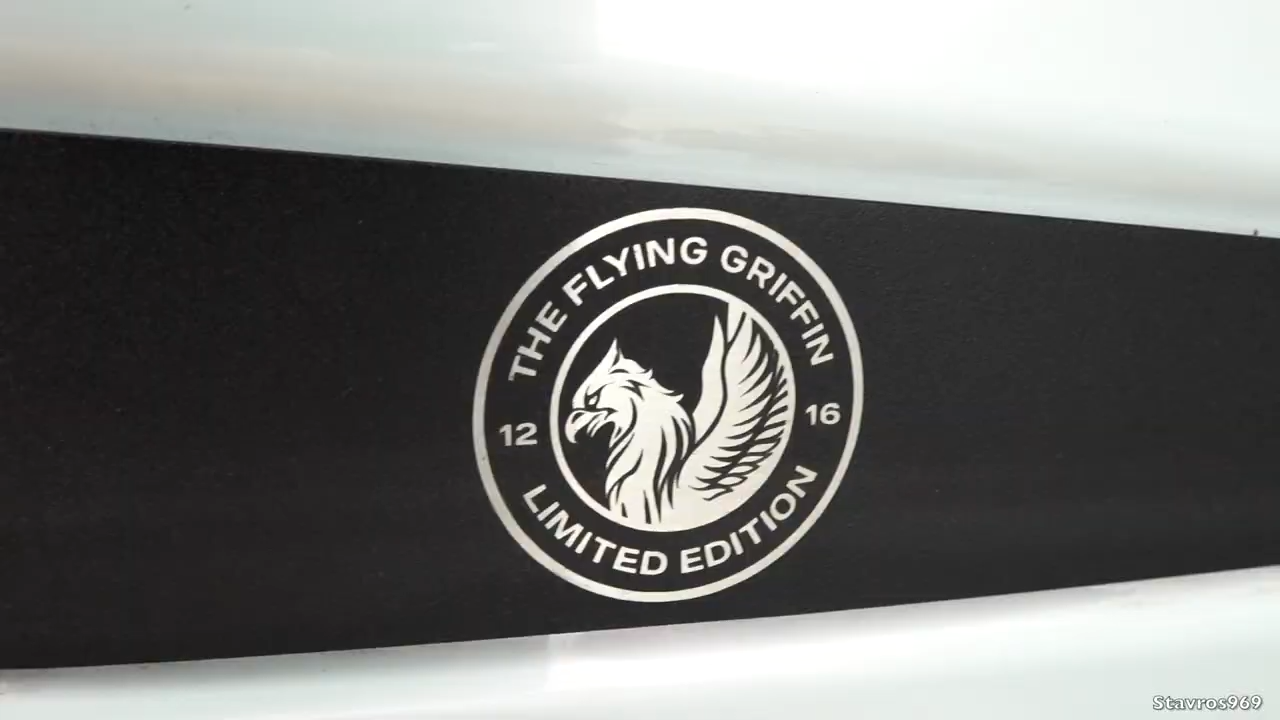 THE FLYING GRIFFIN
12
16
LIMITED EDITION
Stavros969